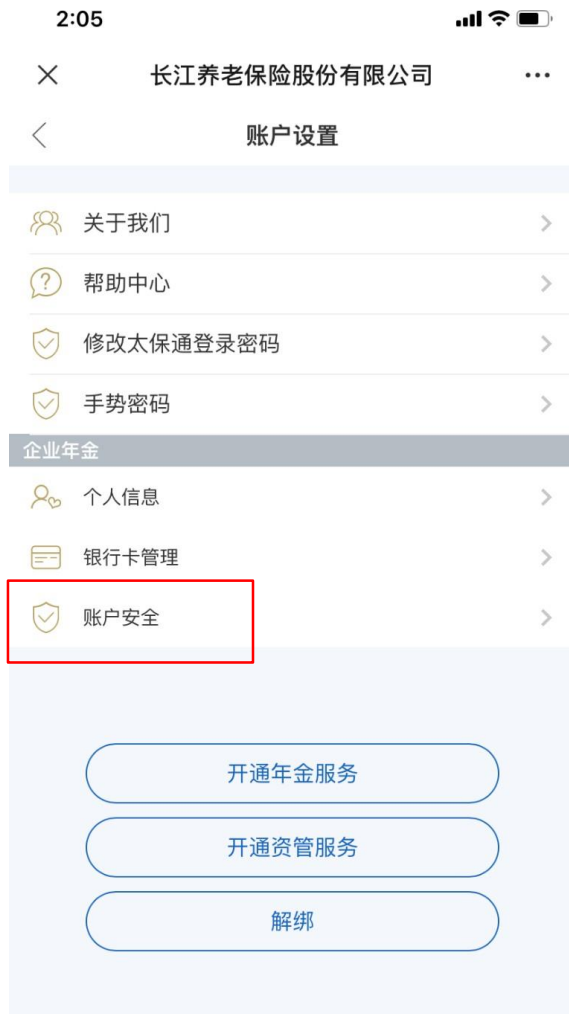 2:05
长江养老保险股份有限公司
账户设置
关于我们
帮助中心
修改太保通登录密码
手势密码
企业年金
个人信息
银行卡管理
账户安全
开通年金服务
开通资管服务
解绑